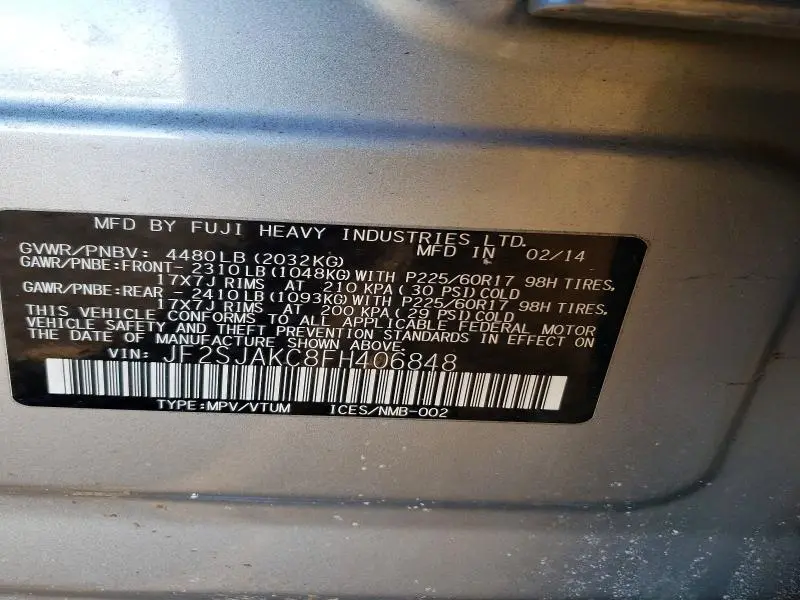 MFD BY FUJI HEAVY INDUSTRIES LTD.
MFD IN 02/14
GVWR/PNBV: 4480LB(2032KG)
GAWR/PNBE:FRONT- 2310LB(1048KG)WITH P225/60R17 98H TIRES,
17X7J RIMS AT 210 KPA(30 PSI)COLD
GAWR/PNBE:REAR - 2410LB(1093KG)WITH P225/60R17 98H TIRES,
17X7J RIMS AT 200 KPA(29 PSI)COLD
THIS VEHICLE CONFORMS TO ALL APPLICABLE FEDERAL MOTOR
VEHICLE SAFETY AND THEFT PREVENTION STANDARDS IN EFFECT ON
THE DATE OF MANUFACTURE SHOWN ABOVE.
VIN: JF2SJAKC8FH406848
TYPE:MPV/VTUM ICES/NMB-002